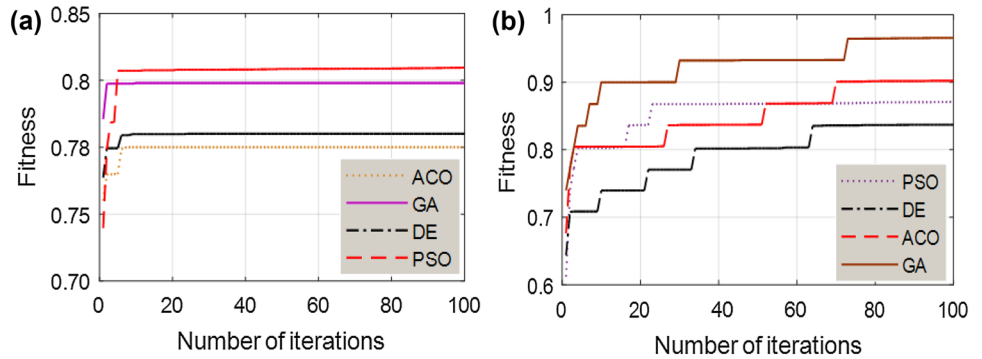 (a)
0.85
0.8
0.78
0.75
0.70
Fitness
0 20 40 60 80 100
Number of iterations
ACO
GA
DE
PSO
(b)
1
0.9
0.8
0.7
0.6
Fitness
0 20 40 60 80 100
Number of iterations
PSO
DE
ACO
GA